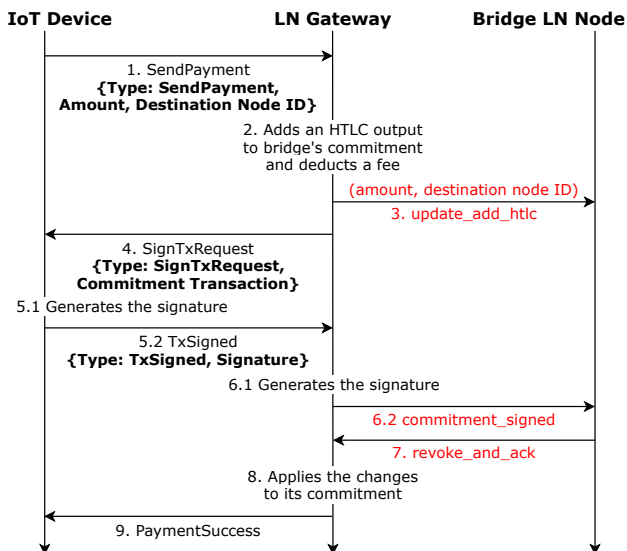 IoT Device
LN Gateway
Bridge LN Node
1. SendPayment
{Type: SendPayment,
Amount, Destination Node ID}
2. Adds an HTLC output
to bridge's commitment
and deducts a fee
(amount, destination node ID)
3. update_add_htlc
4. SignTxRequest
{Type: SignTxRequest,
Commitment Transaction}
5.1 Generates the signature
5.2 TxSigned
{Type: TxSigned, Signature}
6.1 Generates the signature
6.2 commitment_signed
7. revoke_and_ack
8. Applies the changes
to its commitment
9. PaymentSuccess